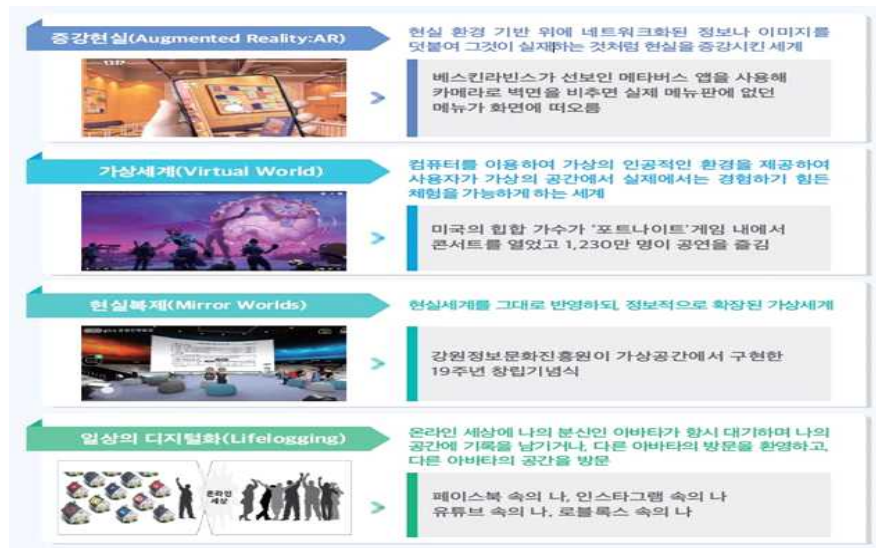 증강현실(Augmented Reality:AR)
현실 환경 기반 위에 네트워크화된 정보나 이미지를
덧붙여 그것이 실재하는 것처럼 현실을 증강시킨 세계
베스킨라빈스가 선보인 메타버스 앱을 사용해
카메라로 벽면을 비추면 실제 메뉴판에 없던
메뉴가 화면에 떠오름
가상세계(Virtual World)
컴퓨터를 이용하여 가상의 인공적인 환경을 제공하여
사용자가 가상의 공간에서 실제에서는 경험하기 힘든
체험을 가능하게 하는 세계
미국의 힙합 가수가 '포트나이트'게임 내에서
콘서트를 열었고 1,230만 명이 공연을 즐김
현실복제(Mirror Worlds)
현실세계를 그대로 반영하되, 정보적으로 확장된 가상세계
강원정보문화진흥원이 가상공간에서 구현한
19주년 창립기념식
일상의 디지털화(Lifelogging)
온라인 세상에 나의 분신인 아바타가 항시 대기하며 나의
공간에 기록을 남기거나, 다른 아바타의 방문을 환영하고,
다른 아바타의 공간을 방문
온라인
세상
페이스북 속의 나, 인스타그램 속의 나
유튜브 속의 나, 로블록스 속의 나